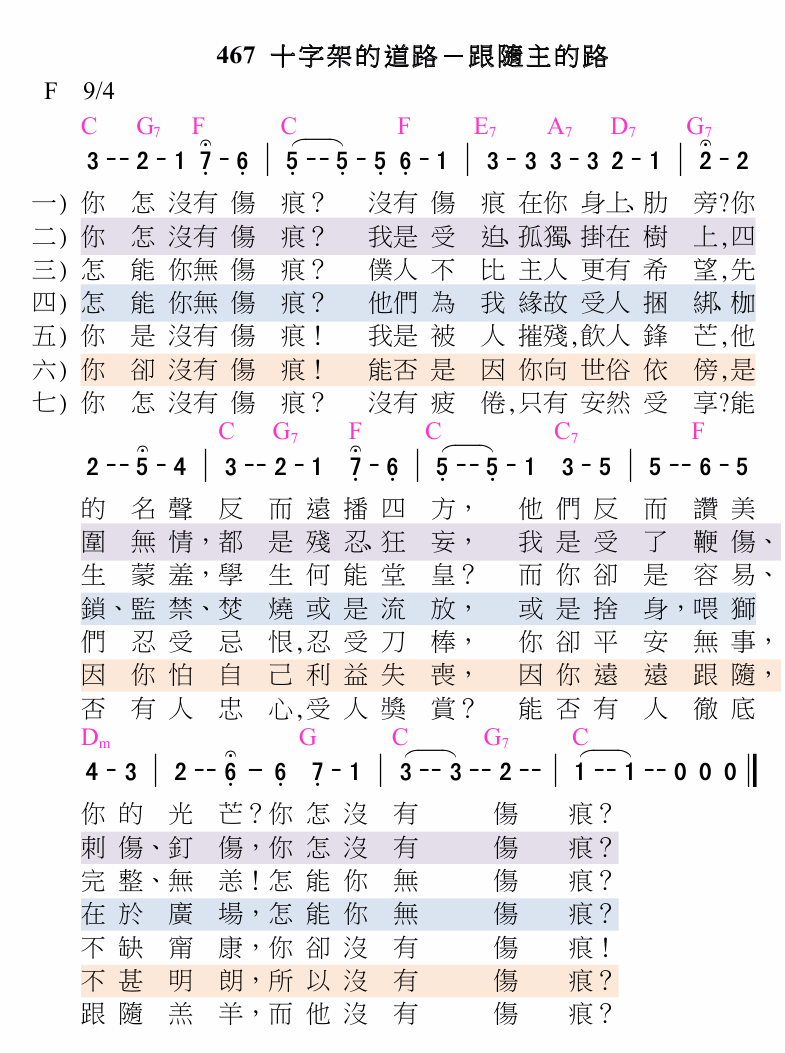 467 十字架的道路－跟隨主的路
F 9/4
C G7 F C F E7 A7 D7 G7
3 - - 2 - 1 7 - 6 | 5 - - 5 - 5 6 - 1 | 3 - 3 3 - 3 2 - 1 | 2 - 2
一) 你 怎 沒有 傷 痕？ 沒有 傷 痕 在你 身上、肋 旁?你
二) 你 怎 沒有 傷 痕？ 我是 受 迫、孤獨、掛在 樹 上,四
三) 怎 能 你無 傷 痕？ 僕人 不 比 主人 更有 希 望,先
四) 怎 能 你無 傷 痕？ 他們 為 我 緣故 受人 捆 綁、枷
五) 你 是 沒有 傷 痕！ 我是 被 人 摧殘,飲人 鋒 芒,他
六) 你 卻 沒有 傷 痕！ 能否 是 因 你向 世俗 依 傍,是
七) 你 怎 沒有 傷 痕？ 沒有 疲 倦,只有 安然 受 享?能
C G7 F C C7 F
2 - - 5 - 4 | 3 - - 2 - 1 7 - 6 | 5 - - 5 - 1 3 - 5 | 5 - - 6 - 5
的 名 聲 反 而 遠 播 四 方， 他 們 反 而 讚 美
圍 無 情，都 是 殘 忍、狂 妄， 我 是 受 了 鞭 傷、
生 蒙 羞，學 生 何 能 堂 皇？ 而 你 卻 是 容 易、
鎖、監 禁、焚 燒 或 是 流 放， 或 是 捨 身，喂 獅
們 忍 受 忌 恨,忍 受 刀 棒， 你 卻 平 安 無 事，
因 你 怕 自 己 利 益 失 喪， 因 你 遠 遠 跟 隨，
否 有 人 忠 心,受 人 獎 賞？ 能 否 有 人 徹 底
Dm G C G7 C
4 - 3 | 2 - - 6 - 6 7 - 1 | 3 - - 3 - - 2 - - | 1 - - 1 - - 0 0 0 ‖
你 的 光 芒？你 怎 沒 有 傷 痕？
刺 傷、釘 傷，你 怎 沒 有 傷 痕？
完 整、無 恙！怎 能 你 無 傷 痕？
在 於 廣 場，怎 能 你 無 傷 痕？
不 缺 甯 康，你 卻 沒 有 傷 痕！
不 甚 明 朗，所 以 沒 有 傷 痕？
跟 隨 羔 羊，而 他 沒 有 傷 痕？